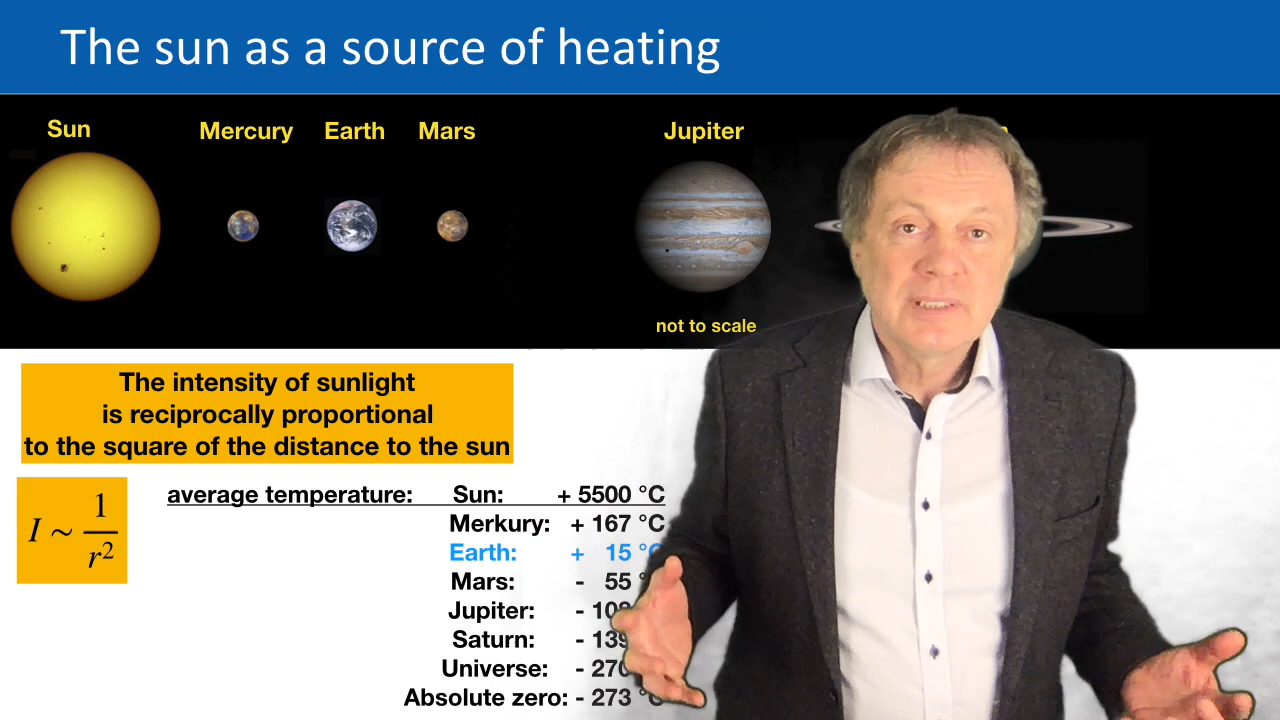 The sun as a source of heating
Sun
Mercury
Earth
Mars
Jupiter
not to scale
The intensity of sunlight
is reciprocally proportional
to the square of the distance to the sun
I ~ 1/r²
average temperature: Sun: + 5500 °C
Merkury: + 167 °C
Earth: + 15 °C
Mars: - 55 °
Jupiter: - 10
Saturn: - 139
Universe: - 270
Absolute zero: - 273 °C